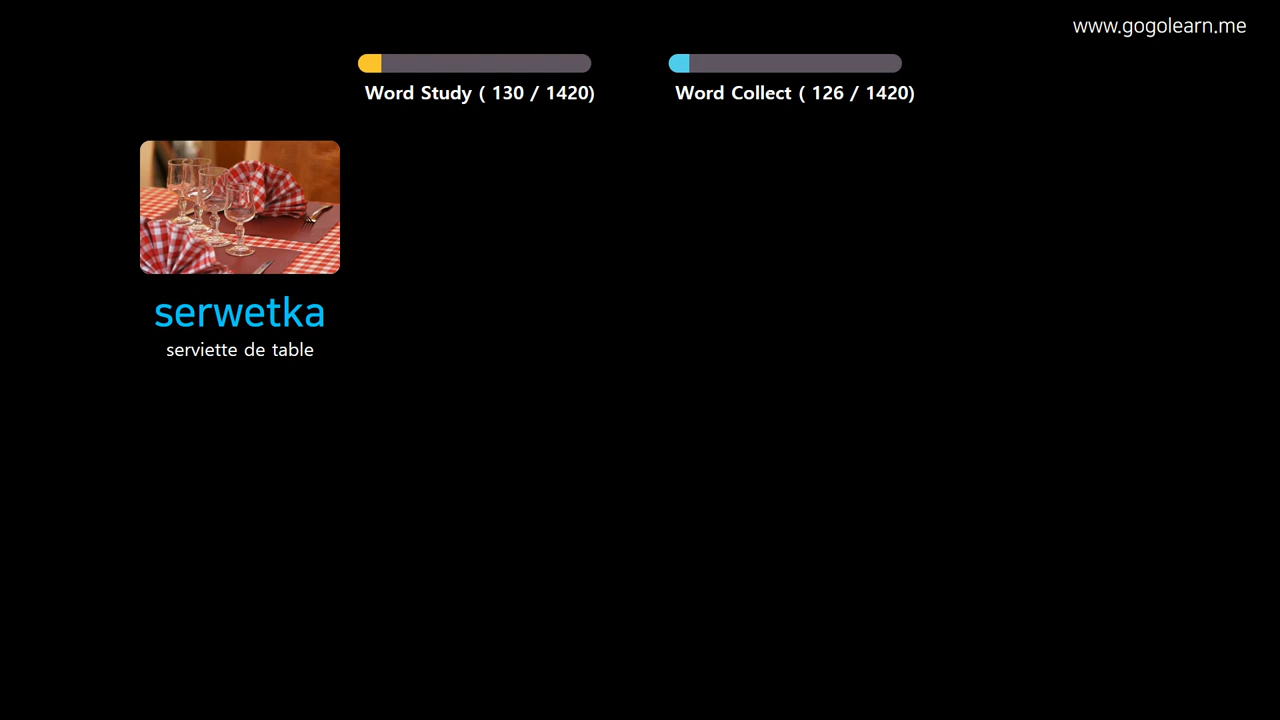 www.gogolearn.me
Word Study ( 130 / 1420)
Word Collect ( 126 / 1420)
serwetka
serviette de table